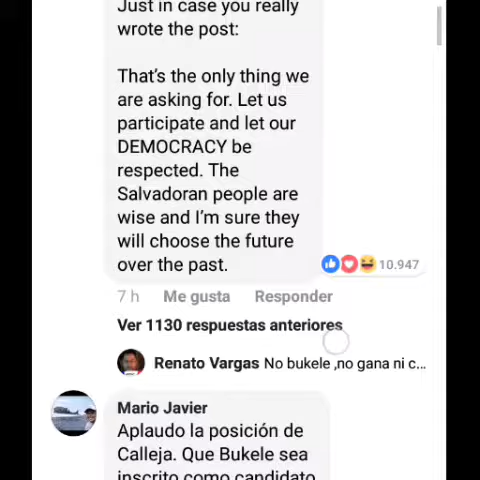 Just in case you really
wrote the post:
That's the only thing we
are asking for. Let us
participate and let our
DEMOCRACY be
respected. The
Salvadoran people are
wise and I'm sure they
will choose the future
over the past.
10.947
7 h Me gusta Responder
Ver 1130 respuestas anteriores
Renato Vargas No bukele ,no gana ni c...
Mario Javier
Aplaudo la posición de
Calleja. Que Bukele sea
inscrito como candidato